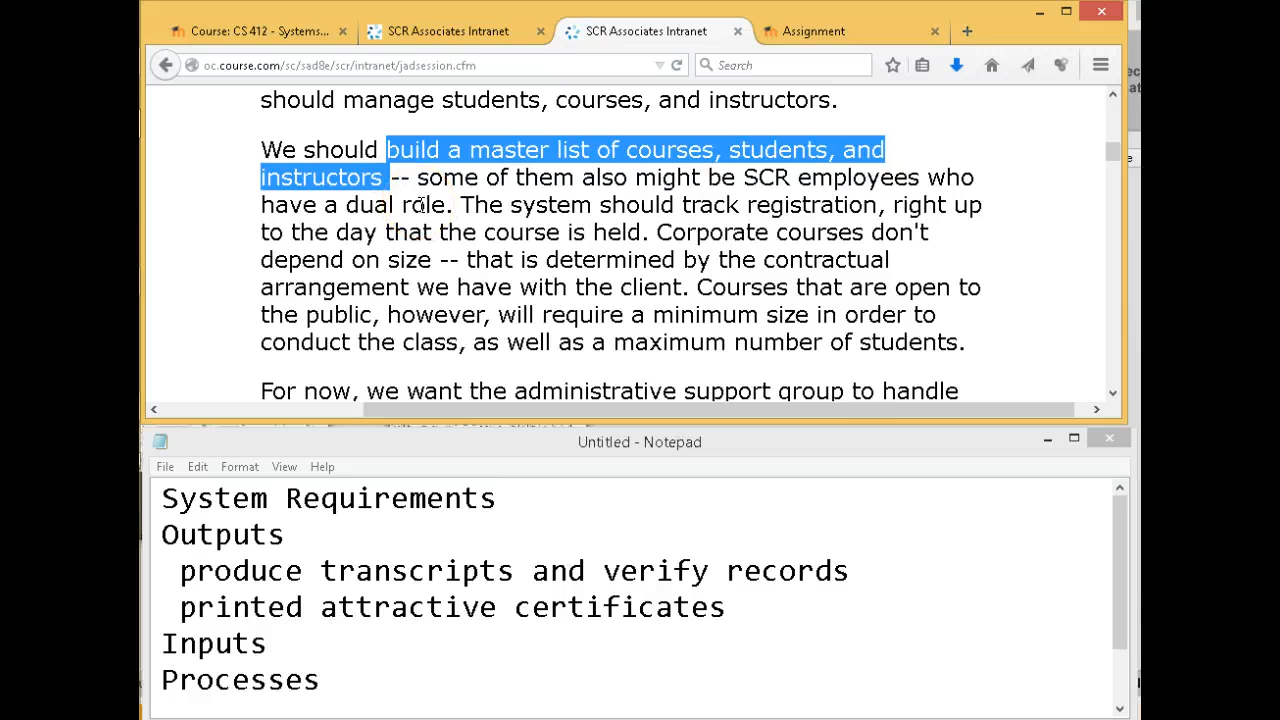 Course: CS 412 - Systems...
SCR Associates Intranet
SCR Associates Intranet
Assignment
oc.course.com/sc/sad8e/scr/intranet/jadsession.cfm
Search
should manage students, courses, and instructors.
We should build a master list of courses, students, and
instructors -- some of them also might be SCR employees who
have a dual role. The system should track registration, right up
to the day that the course is held. Corporate courses don't
depend on size -- that is determined by the contractual
arrangement we have with the client. Courses that are open to
the public, however, will require a minimum size in order to
conduct the class, as well as a maximum number of students.
For now, we want the administrative support group to handle
Untitled - Notepad
File Edit Format View Help
System Requirements
Outputs
produce transcripts and verify records
printed attractive certificates
Inputs
Processes